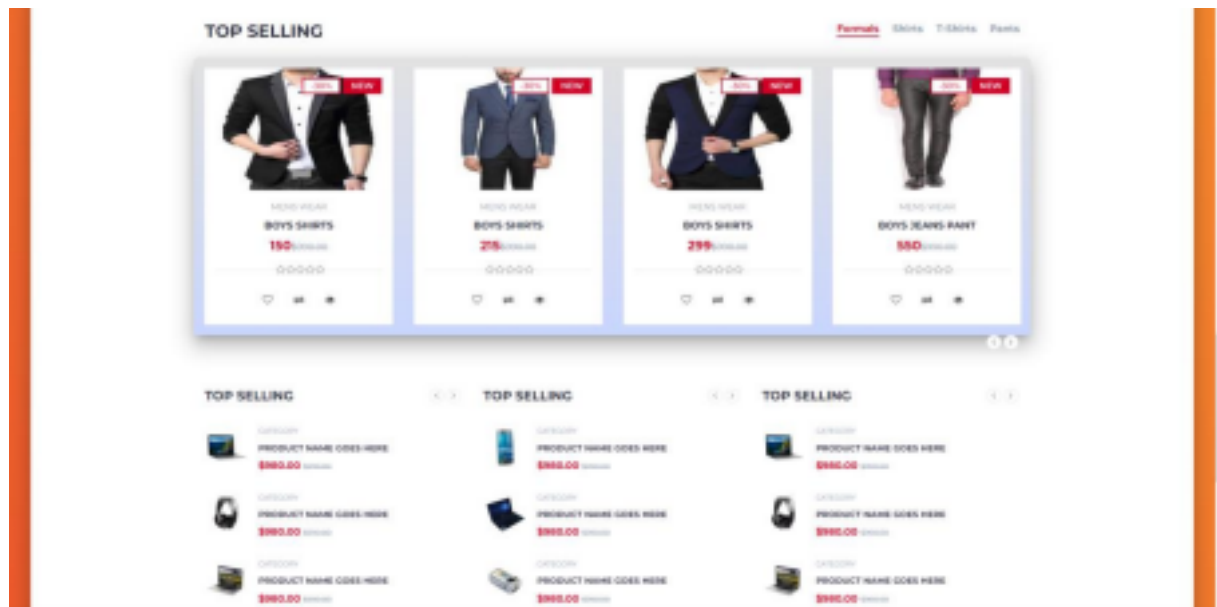 TOP SELLING
Formals Shirts T-Shirts Pants
-30% NEW
NEW
NEW
NEW
MENS WEAR
BOYS SHIRTS
150
MENS WEAR
BOYS SHIRTS
215
MENS WEAR
BOYS SHIRTS
299
MENS WEAR
BOYS JEANS PANT
550
TOP SELLING
CATEGORY
PRODUCT NAME GOES HERE
$980.00
CATEGORY
PRODUCT NAME GOES HERE
$980.00
CATEGORY
PRODUCT NAME GOES HERE
$980.00
TOP SELLING
CATEGORY
PRODUCT NAME GOES HERE
$980.00
CATEGORY
PRODUCT NAME GOES HERE
$980.00
CATEGORY
PRODUCT NAME GOES HERE
$980.00
TOP SELLING
CATEGORY
PRODUCT NAME GOES HERE
$980.00
CATEGORY
PRODUCT NAME GOES HERE
$980.00
CATEGORY
PRODUCT NAME GOES HERE
$980.00